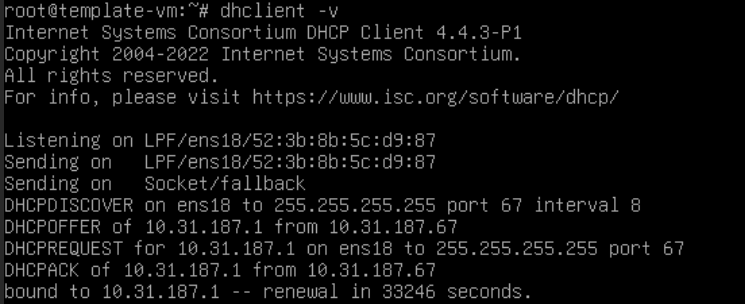 root@template-vm:~# dhclient -v
Internet Systems Consortium DHCP Client 4.4.3-P1
Copyright 2004-2022 Internet Systems Consortium.
All rights reserved.
For info, please visit https://www.isc.org/software/dhcp/

Listening on LPF/ens18/52:3b:8b:5c:d9:87
Sending on   LPF/ens18/52:3b:8b:5c:d9:87
Sending on   Socket/fallback
DHCPDISCOVER on ens18 to 255.255.255.255 port 67 interval 8
DHCPOFFER of 10.31.187.1 from 10.31.187.67
DHCPREQUEST for 10.31.187.1 on ens18 to 255.255.255.255 port 67
DHCPACK of 10.31.187.1 from 10.31.187.67
bound to 10.31.187.1 -- renewal in 33246 seconds.